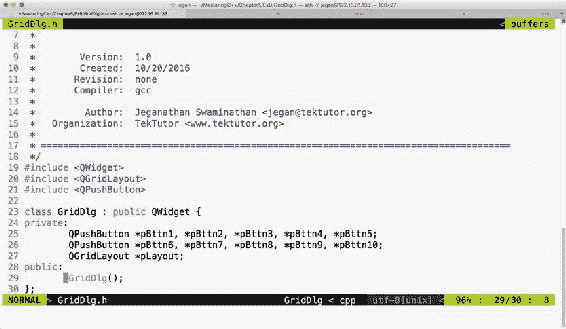 GridDlg.h < buffers
7 *
8 *
9 * Version: 1.0
10 * Created: 10/20/2016
11 * Revision: none
12 * Compiler: gcc
13 *
14 * Author: Jeganathan Swaminathan <jegan@tektutor.org>
15 * Organization: TekTutor <www.tektutor.org>
16 *
17 * =====================================================================================
18 */
19 #include <QWidget>
20 #include <QGridLayout>
21 #include <QPushButton>
22
23 class GridDlg : public QWidget {
24 private:
25 QPushButton *pBttn1, *pBttn2, *pBttn3, *pBttn4, *pBttn5;
26 QPushButton *pBttn6, *pBttn7, *pBttn8, *pBttn9, *pBttn10;
27 QGridLayout *pLayout;
28 public:
29 GridDlg();
30 };
NORMAL > GridDlg.h GridDlg < cpp utf-8[unix] 96% : 29/30 : 8